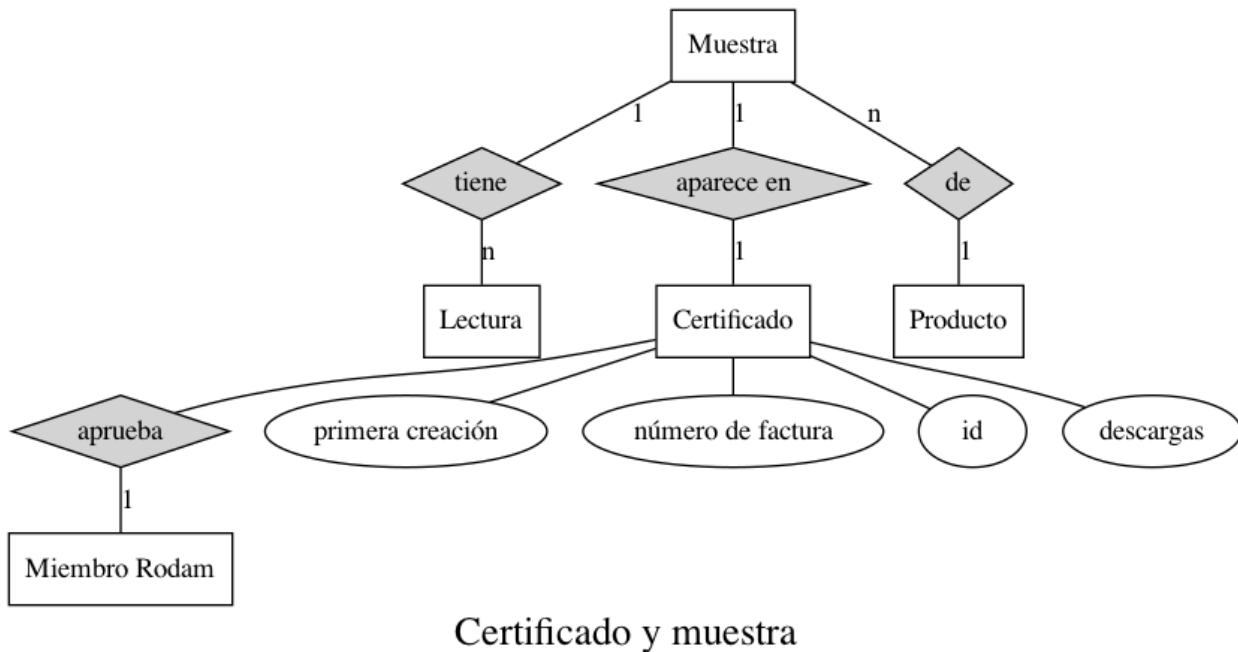 Muestra
1
1
n
tiene
aparece en
de
n
1
1
Lectura
Certificado
Producto
aprueba
primera creación
número de factura
id
descargas
1
Miembro Rodam
Certificado y muestra